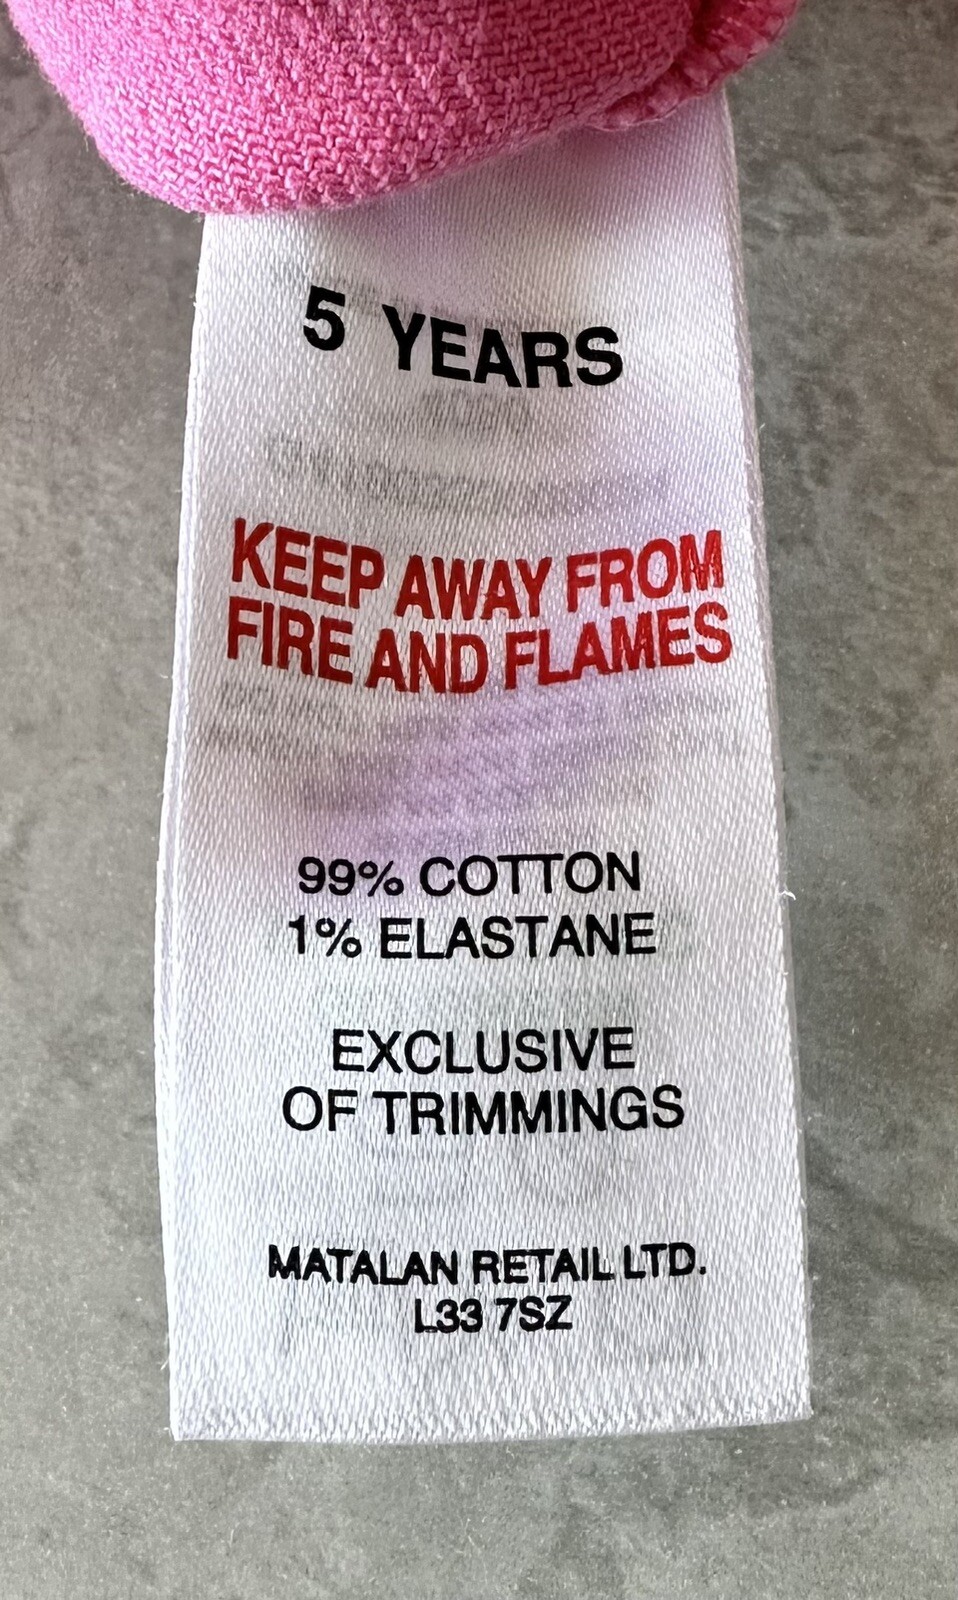 5 YEARS
KEEP AWAY FROM
FIRE AND FLAMES
99% COTTON
1% ELASTANE
EXCLUSIVE
OF TRIMMINGS
MATALAN RETAIL LTD.
L33 7SZ